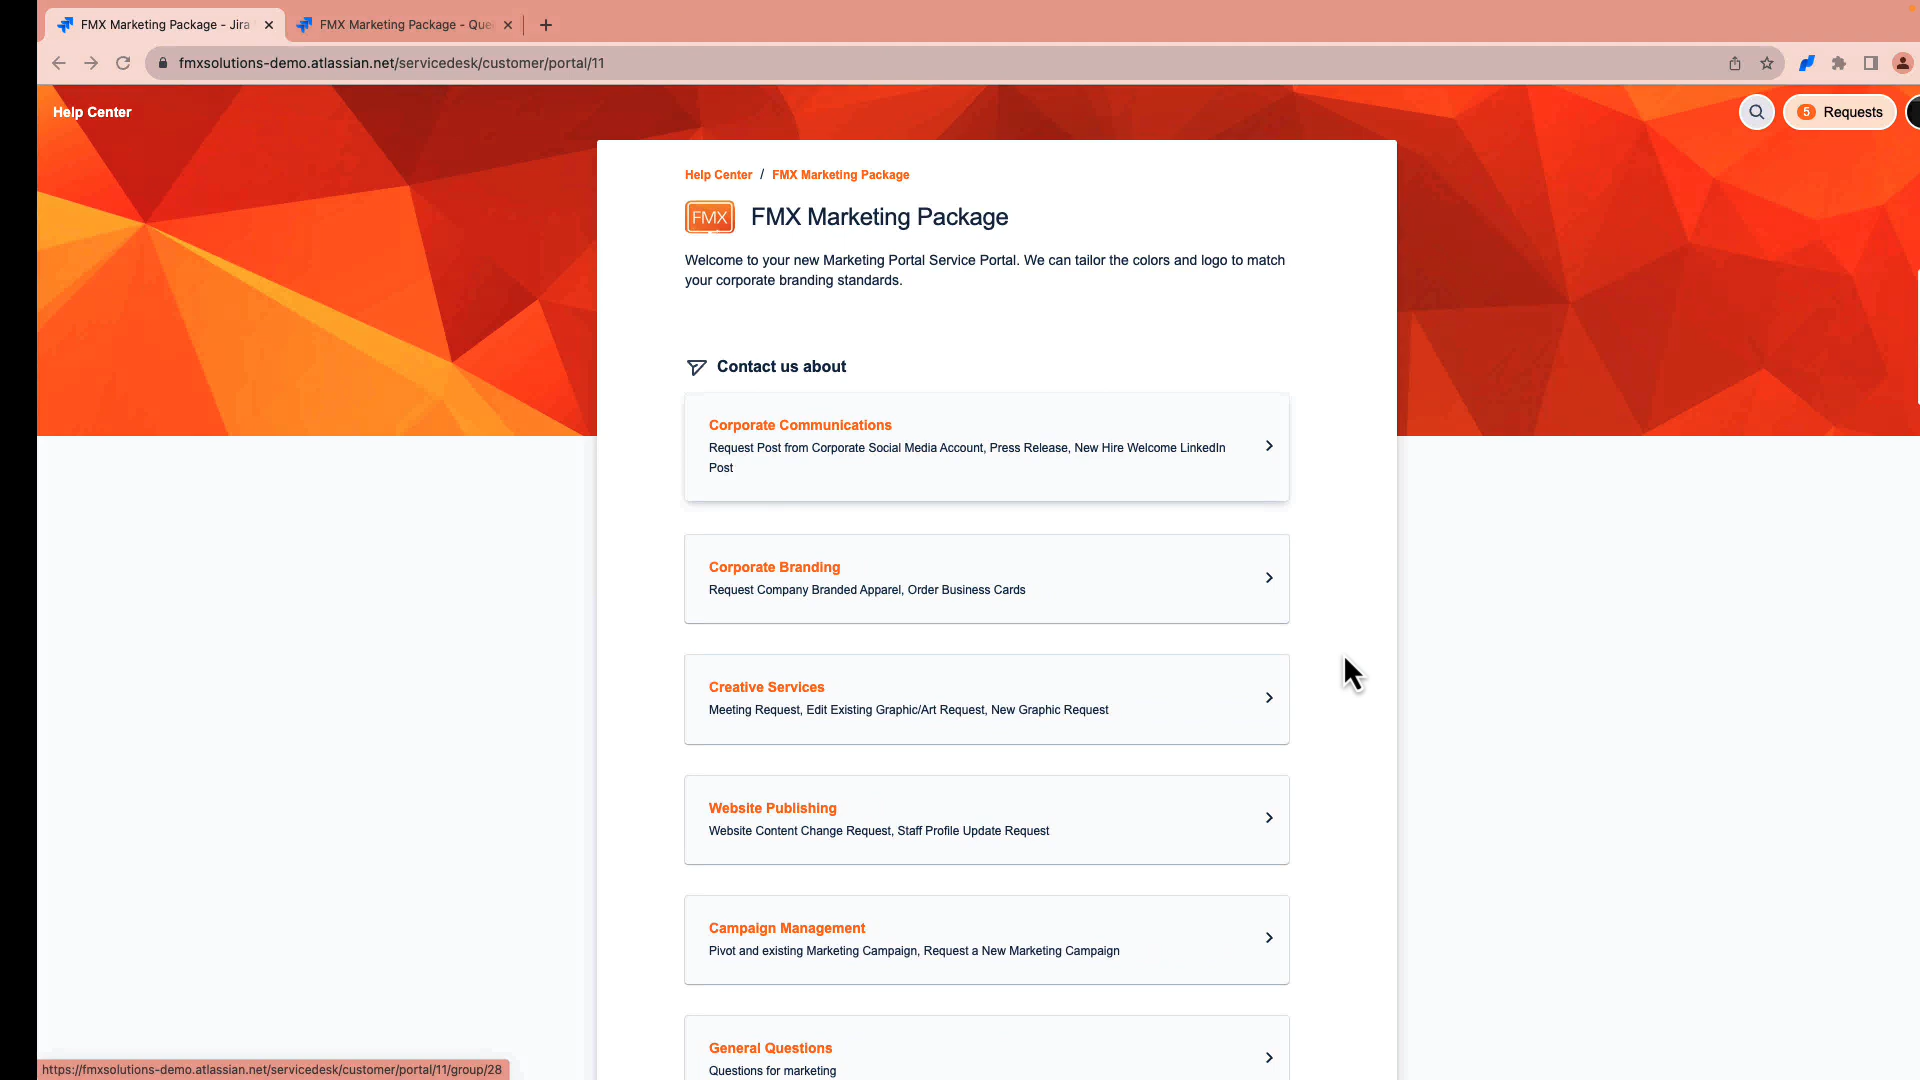 FMX Marketing Package - Jira
FMX Marketing Package - Que
fmxsolutions-demo.atlassian.net/servicedesk/customer/portal/11
Help Center
5 Requests
Help Center / FMX Marketing Package
FMX
FMX Marketing Package
Welcome to your new Marketing Portal Service Portal. We can tailor the colors and logo to match
your corporate branding standards.
Contact us about
Corporate Communications
Request Post from Corporate Social Media Account, Press Release, New Hire Welcome LinkedIn
Post
Corporate Branding
Request Company Branded Apparel, Order Business Cards
Creative Services
Meeting Request, Edit Existing Graphic/Art Request, New Graphic Request
Website Publishing
Website Content Change Request, Staff Profile Update Request
Campaign Management
Pivot and existing Marketing Campaign, Request a New Marketing Campaign
General Questions
Questions for marketing
https://fmxsolutions-demo.atlassian.net/servicedesk/customer/portal/11/group/28